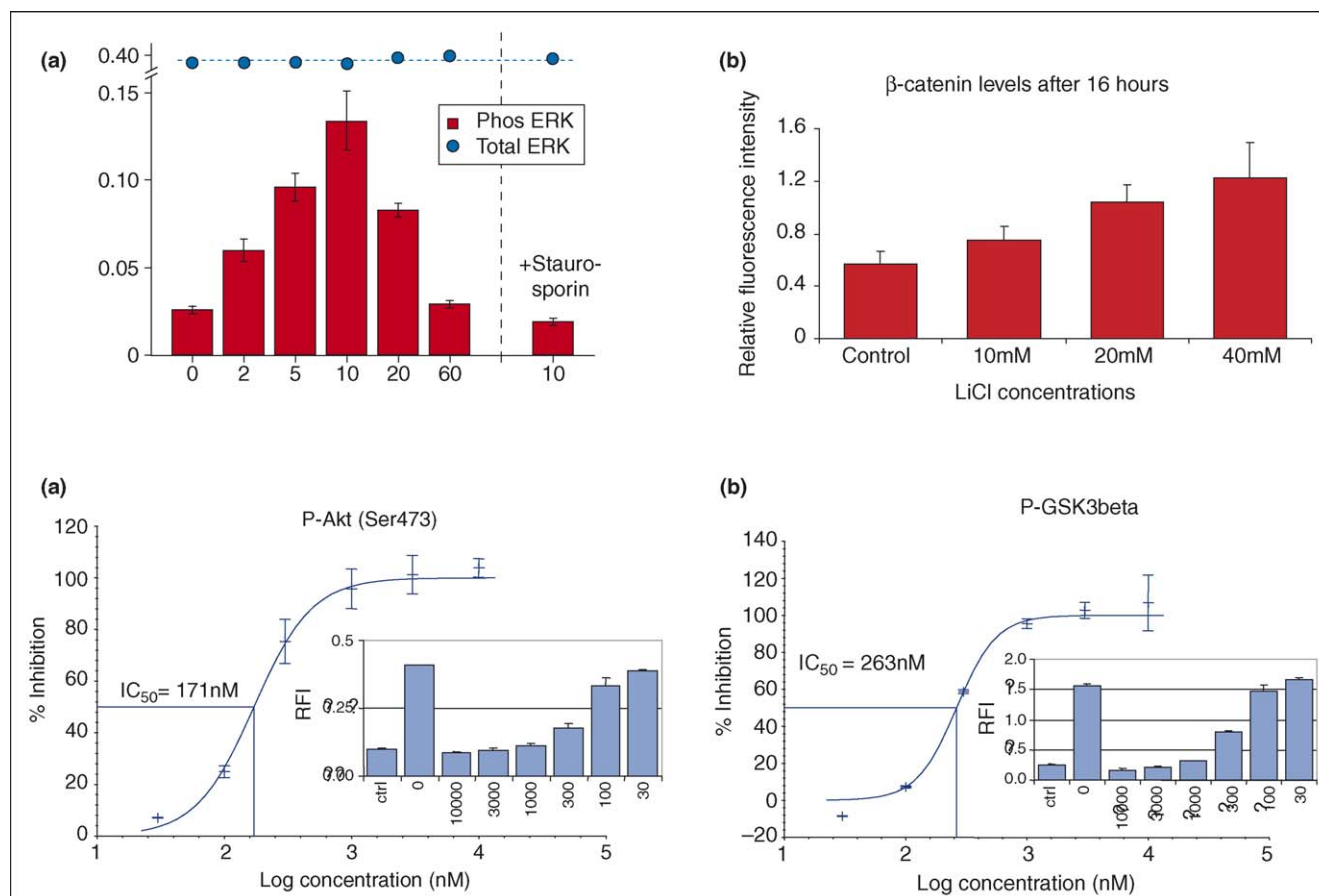 (a)
0.40
0.15
0.10
0.05
0
Phos ERK
Total ERK
+Stauro-
sporin
0 2 5 10 20 60 10
(b)
β-catenin levels after 16 hours
Relative fluorescence intensity
1.6
1.2
0.8
0.4
0
Control 10mM 20mM 40mM
LiCl concentrations
(a)
P-Akt (Ser473)
% Inhibition
120
100
80
60
40
20
0
IC50 = 171nM
1 2 3 4 5
Log concentration (nM)
RFI
0.5
ctrl 0 10000 3000 1000 300 100 30
(b)
P-GSK3beta
% Inhibition
140
120
100
80
60
40
20
0
–20
IC50 = 263nM
1 2 3 4 5
Log concentration (nM)
RFI
2.0
1.0
0.0
ctrl 0 30